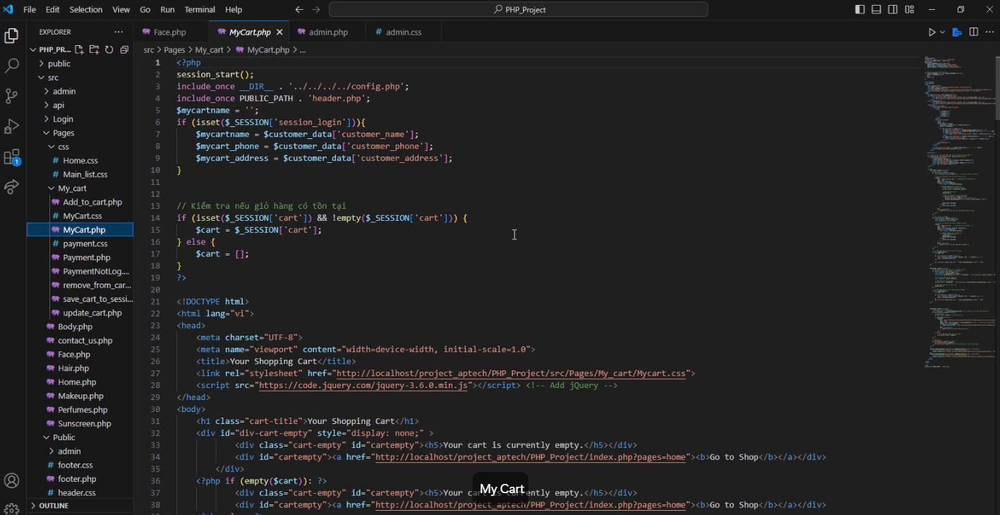 File Edit Selection View Go Run Terminal Help
PHP_Project
EXPLORER
Face.php
MyCart.php
admin.php
# admin.css
PHP_PR...
src > Pages > My_cart > MyCart.php > ...
public
src
admin
api
Login
Pages
css
# Home.css
# Main_list.css
My_cart
Add_to_cart.php
# MyCart.css
MyCart.php
# payment.css
Payment.php
PaymentNotLog....
remove_from_car...
save_cart_to_sessi...
update_cart.php
Body.php
contact_us.php
Face.php
Hair.php
Home.php
Makeup.php
Perfumes.php
Sunscreen.php
Public
admin
# footer.css
footer.php
# header.css
OUTLINE
1
1 <?php
2 session_start();
3 include_once __DIR__ . '../../../../config.php';
4 include_once PUBLIC_PATH . 'header.php';
5 $mycartname = '';
6 if (isset($_SESSION['session_login'])){
7 $mycartname = $customer_data['customer_name'];
8 $mycart_phone = $customer_data['customer_phone'];
9 $mycart_address = $customer_data['customer_address'];
10 }
11
12
13 // Kiểm tra nếu giỏ hàng có tồn tại
14 if (isset($_SESSION['cart']) && !empty($_SESSION['cart'])) {
15 $cart = $_SESSION['cart'];
16 } else {
17 $cart = [];
18 }
19 ?>
20
21 <!DOCTYPE html>
22 <html lang="vi">
23 <head>
24 <meta charset="UTF-8">
25 <meta name="viewport" content="width=device-width, initial-scale=1.0">
26 <title>Your Shopping Cart</title>
27 <link rel="stylesheet" href="http://localhost/project_aptech/PHP_Project/src/Pages/My_cart/Mycart.css">
28 <script src="https://code.jquery.com/jquery-3.6.0.min.js"></script> <!-- Add jQuery -->
29 </head>
30 <body>
31 <h1 class="cart-title">Your Shopping Cart</h1>
32 <div id="div-cart-empty" style="display: none;" >
33 <div class="cart-empty" id="cartempty"><h5>Your cart is currently empty.</h5></div>
34 <div id="cartempty"><a href="http://localhost/project_aptech/PHP_Project/index.php?pages=home"><b>Go to Shop</b></a></div>
35 </div>
36 <?php if (empty($cart)): ?>
37 <div class="cart-empty" id="cartempty"><h5>Your cart is currently empty.</h5></div>
38 <div id="cartempty"><a href="http://localhost/project_aptech/PHP_Project/index.php?pages=home"><b>Go to Shop</b></a></div>
My Cart